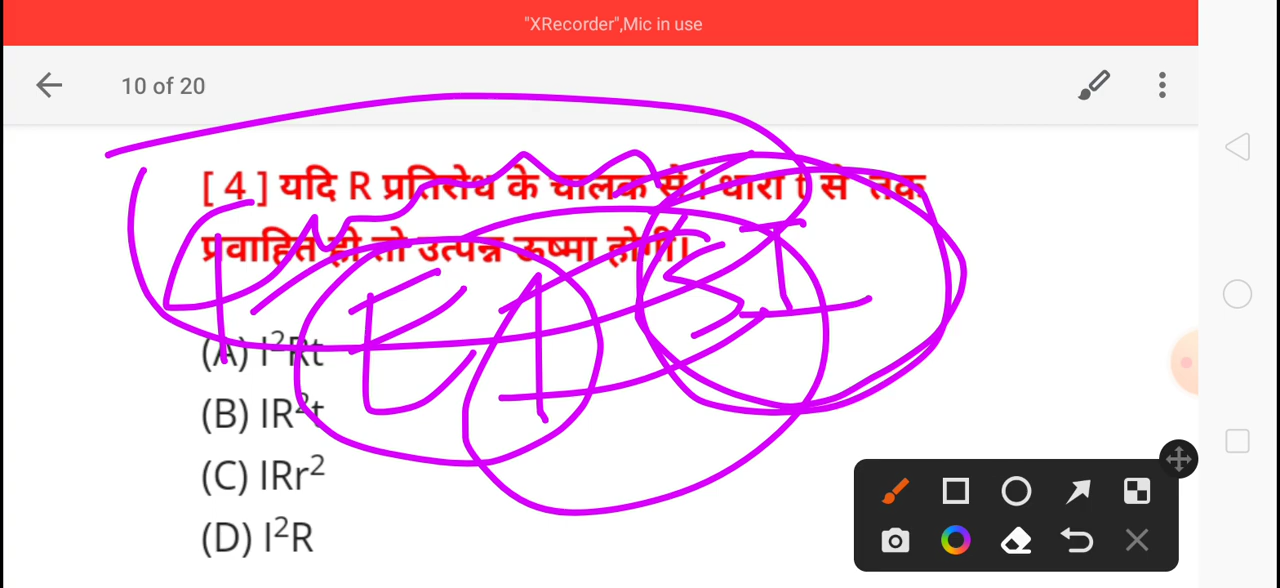 "XRecorder",Mic in use
10 of 20
[ 4 ] यदि R प्रतिरोध के चालक से i धारा t से तक
प्रवाहित हो तो उत्पन्न ऊष्मा होगी।
(A) I²Rt
(B) IR²t
(C) IRr²
(D) I²R